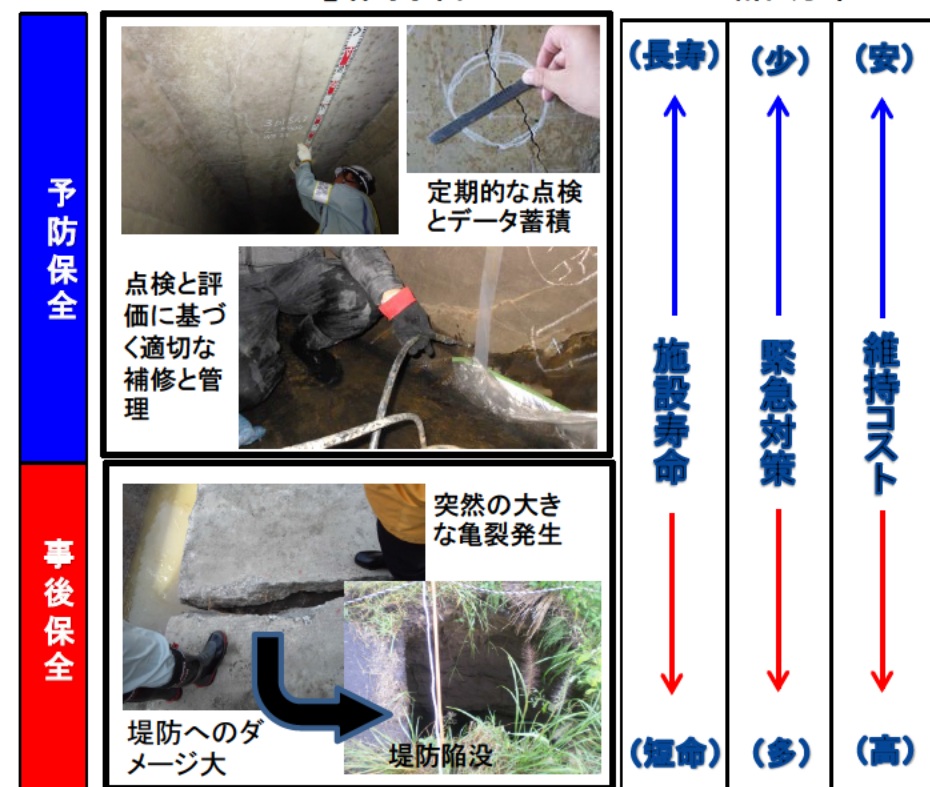 予防保全
定期的な点検
とデータ蓄積
点検と評
価に基づ
く適切な
補修と管
理
事後保全
突然の大き
な亀裂発生
堤防へのダ
メージ大
堤防陥没
(長寿)
施設寿命
(短命)
(少)
緊急対策
(多)
(安)
維持コスト
(高)